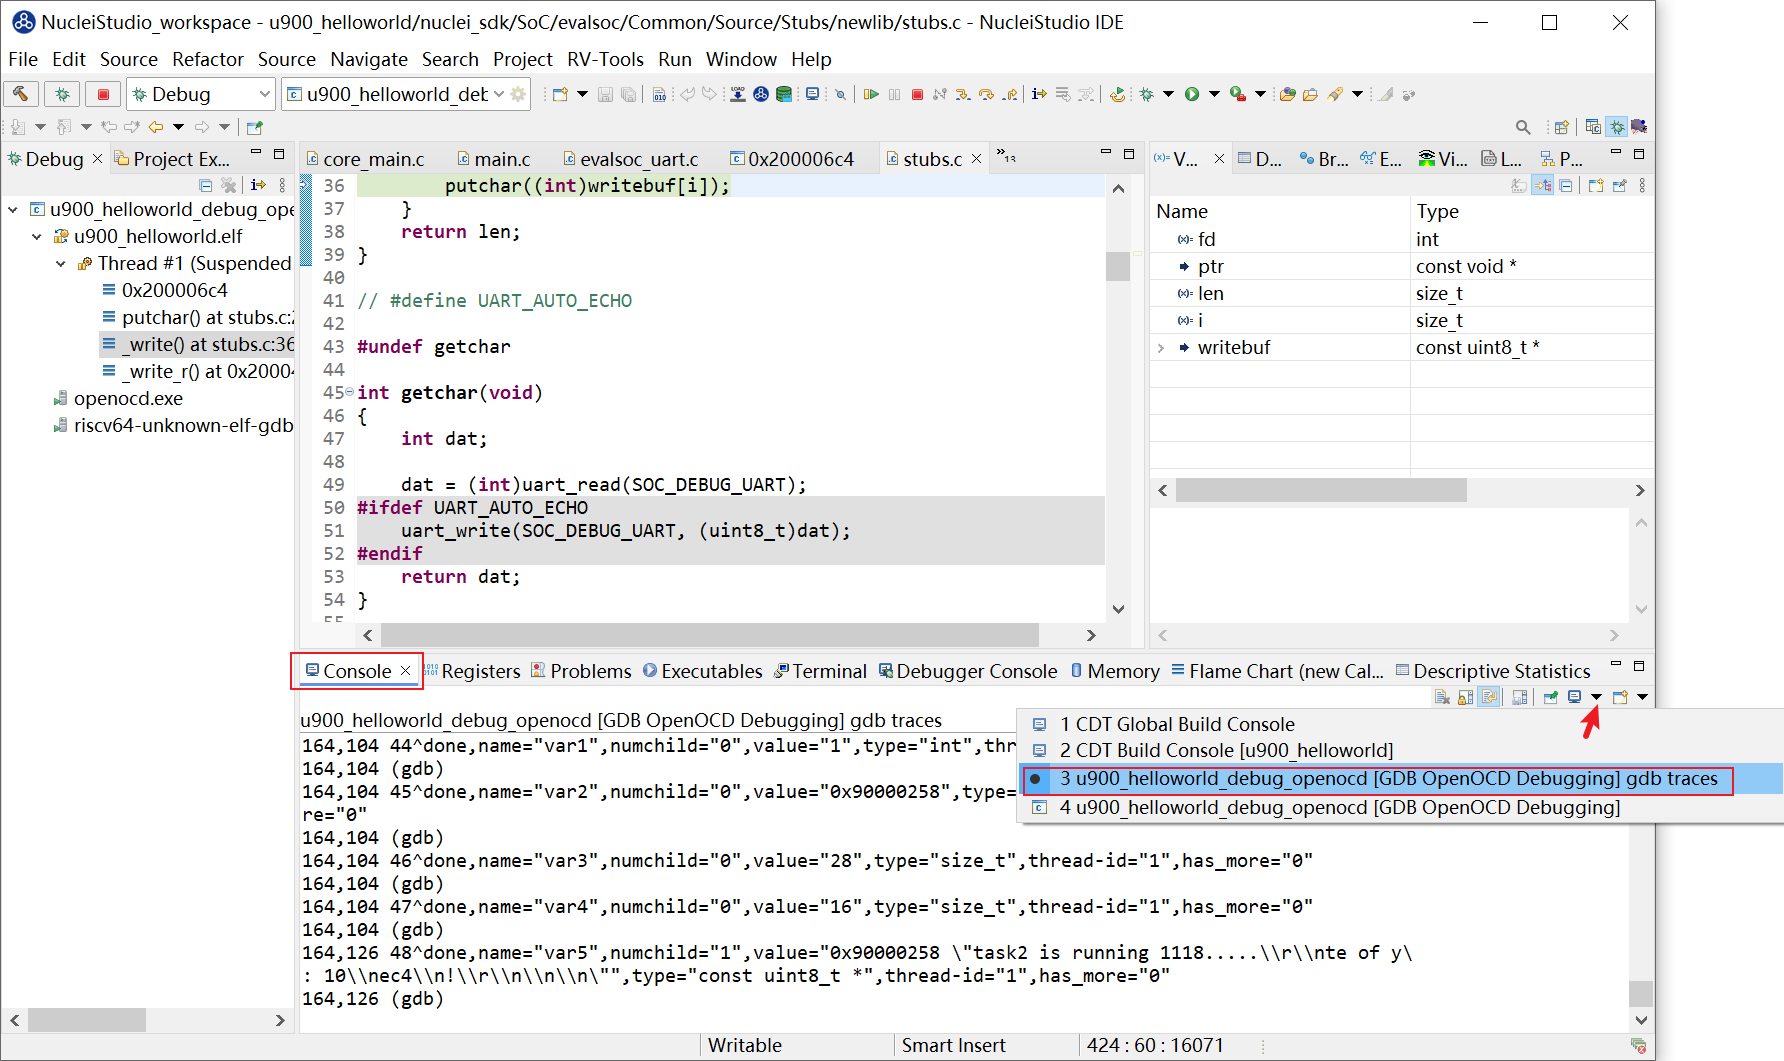 NucleiStudio_workspace - u900_helloworld/nuclei_sdk/SoC/evalsoc/Common/Source/Stubs/newlib/stubs.c - NucleiStudio IDE
File Edit Source Refactor Source Navigate Search Project RV-Tools Run Window Help
Debug u900_helloworld_deb
Debug Project Ex...
u900_helloworld_debug_ope
u900_helloworld.elf
Thread #1 (Suspended
0x200006c4
putchar() at stubs.c:2
_write() at stubs.c:36
_write_r() at 0x2000
openocd.exe
riscv64-unknown-elf-gdb
core_main.c main.c evalsoc_uart.c 0x200006c4 stubs.c »13
36 putchar((int)writebuf[i]);
37 }
38 return len;
39 }
40
41 // #define UART_AUTO_ECHO
42
43 #undef getchar
44
45 int getchar(void)
46 {
47 int dat;
48
49 dat = (int)uart_read(SOC_DEBUG_UART);
50 #ifdef UART_AUTO_ECHO
51 uart_write(SOC_DEBUG_UART, (uint8_t)dat);
52 #endif
53 return dat;
54 }
55
V... D... Br... E... Vi... L... P...
Name Type
fd int
ptr const void *
len size_t
i size_t
writebuf const uint8_t *
Console Registers Problems Executables Terminal Debugger Console Memory Flame Chart (new Cal... Descriptive Statistics
u900_helloworld_debug_openocd [GDB OpenOCD Debugging] gdb traces
1 CDT Global Build Console
2 CDT Build Console [u900_helloworld]
3 u900_helloworld_debug_openocd [GDB OpenOCD Debugging] gdb traces
4 u900_helloworld_debug_openocd [GDB OpenOCD Debugging]
164,104 44^done,name="var1",numchild="0",value="1",type="int",thr
164,104 (gdb)
164,104 45^done,name="var2",numchild="0",value="0x90000258",type=
re="0"
164,104 (gdb)
164,104 46^done,name="var3",numchild="0",value="28",type="size_t",thread-id="1",has_more="0"
164,104 (gdb)
164,104 47^done,name="var4",numchild="0",value="16",type="size_t",thread-id="1",has_more="0"
164,104 (gdb)
164,126 48^done,name="var5",numchild="1",value="0x90000258 \"task2 is running 1118.....\\r\\nte of y\
: 10\\nec4\\n!\\r\\n\\n\\n\"",type="const uint8_t *",thread-id="1",has_more="0"
164,126 (gdb)
Writable Smart Insert 424 : 60 : 16071